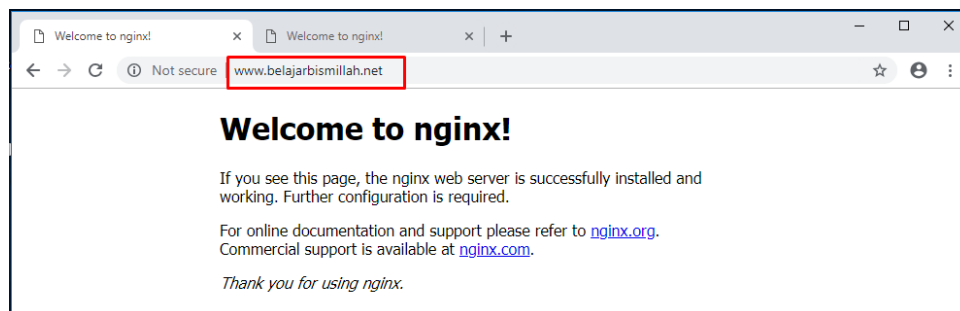 Welcome to nginx!
Welcome to nginx!
Not secure | www.belajarbismillah.net
Welcome to nginx!
If you see this page, the nginx web server is successfully installed and
working. Further configuration is required.
For online documentation and support please refer to nginx.org.
Commercial support is available at nginx.com.
Thank you for using nginx.